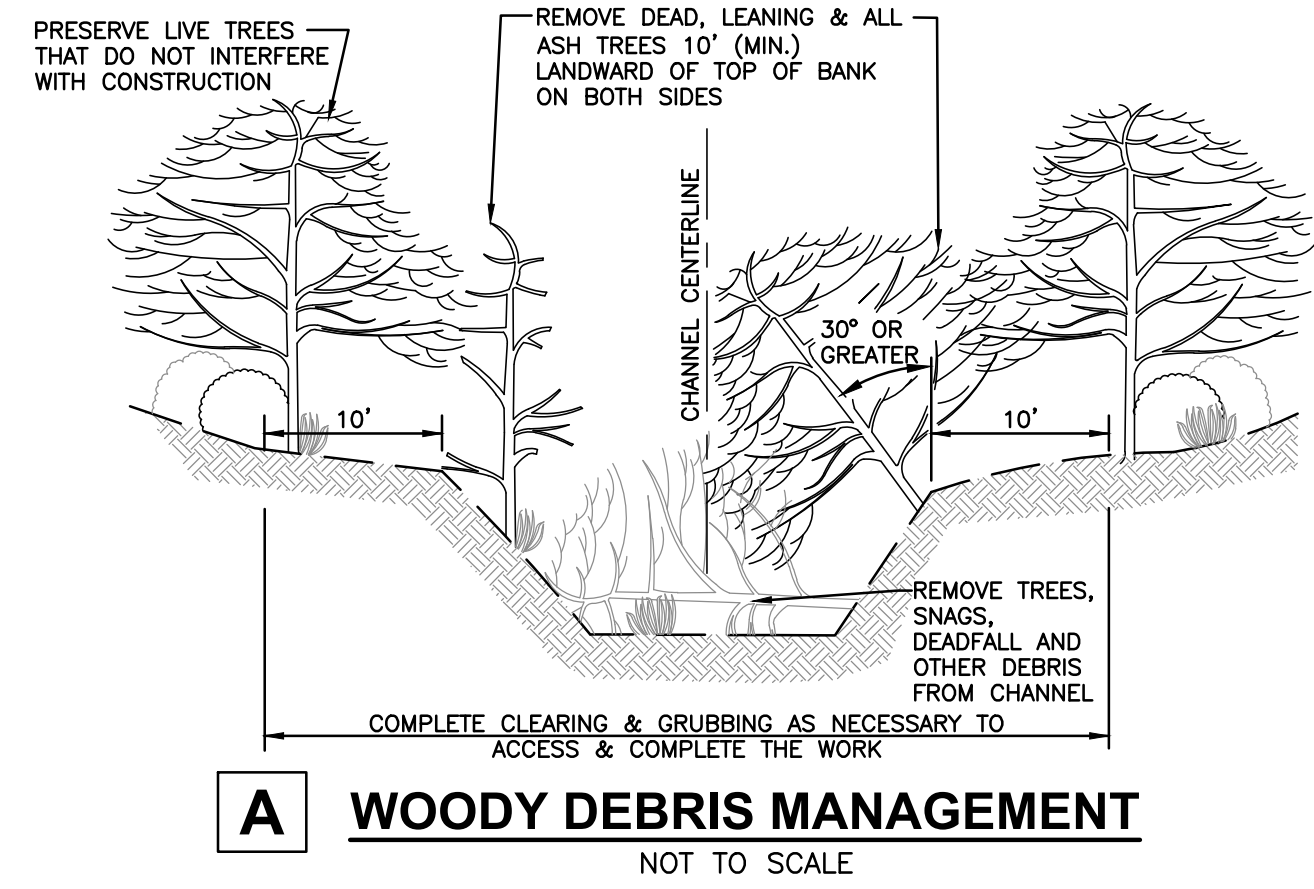 PRESERVE LIVE TREES
THAT DO NOT INTERFERE
WITH CONSTRUCTION
REMOVE DEAD, LEANING & ALL
ASH TREES 10' (MIN.)
LANDWARD OF TOP OF BANK
ON BOTH SIDES
CHANNEL CENTERLINE
30° OR
GREATER
10'
10'
REMOVE TREES,
SNAGS,
DEADFALL AND
OTHER DEBRIS
FROM CHANNEL
COMPLETE CLEARING & GRUBBING AS NECESSARY TO
ACCESS & COMPLETE THE WORK
A WOODY DEBRIS MANAGEMENT
NOT TO SCALE